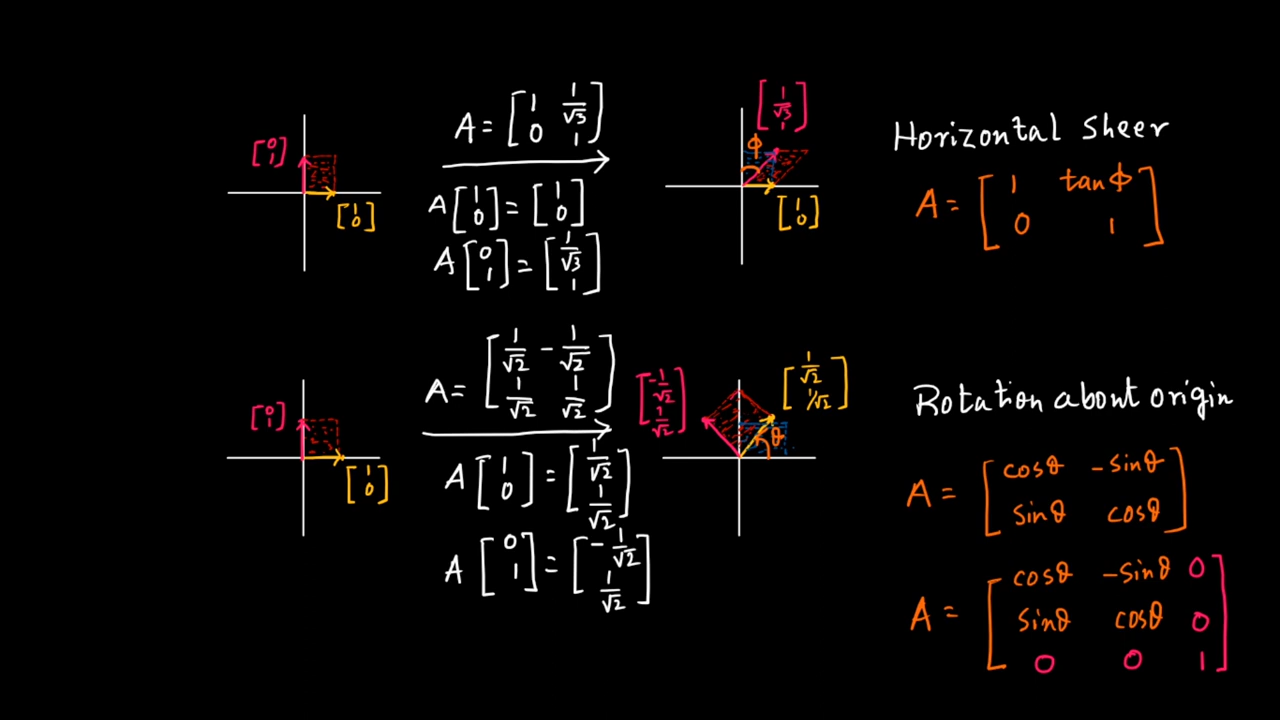 A = [1 1/√3; 0 1]
[0; 1]
[1; 0]
A [1; 0] = [1; 0]
A [0; 1] = [1/√3; 1]
[1/√3; 1]
ϕ
[1; 0]
Horizontal Sheer
A = [1 tanϕ; 0 1]
A = [1/√2 -1/√2; 1/√2 1/√2]
[0; 1]
[1; 0]
A [1; 0] = [1/√2; 1/√2]
A [0; 1] = [-1/√2; 1/√2]
[-1/√2; 1/√2]
[1/√2; 1/√2]
θ
Rotation about origin
A = [cosθ -sinθ; sinθ cosθ]
A = [cosθ -sinθ 0; sinθ cosθ 0; 0 0 1]